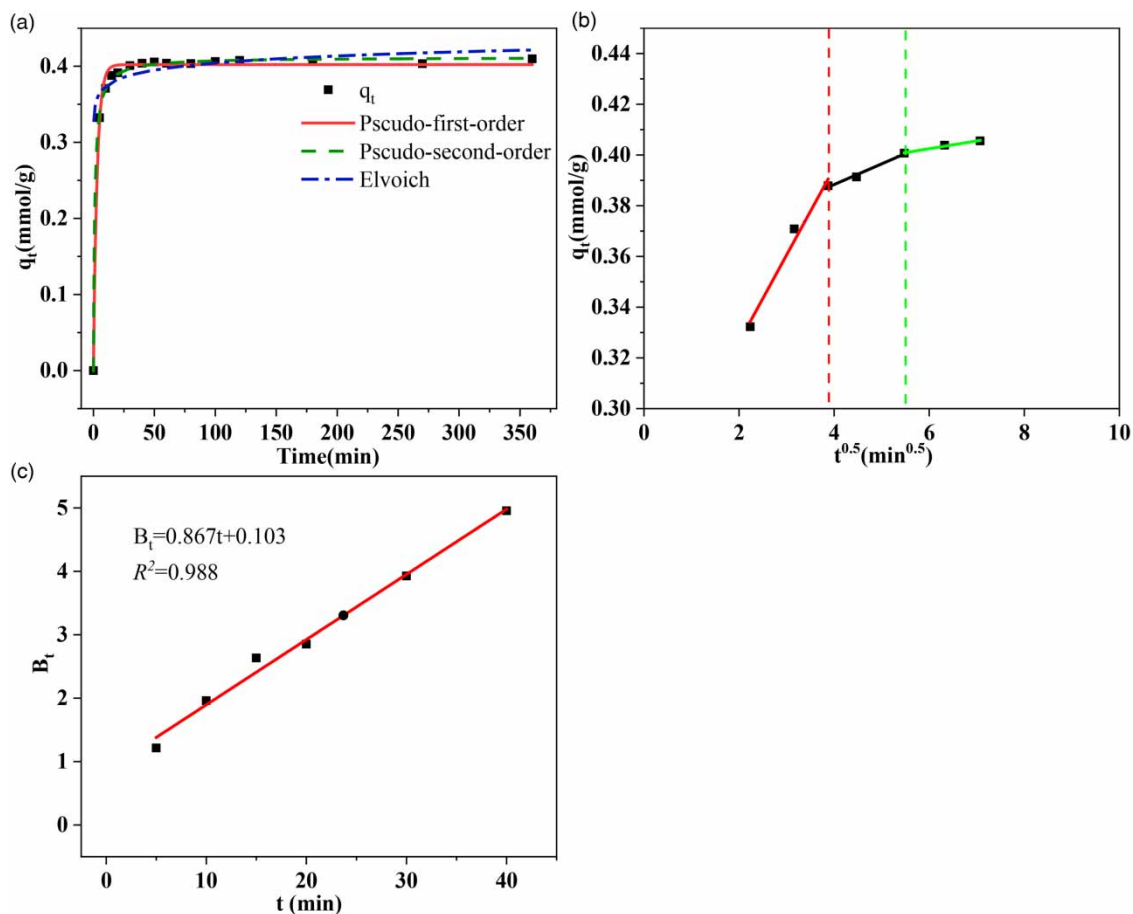 (a)
0.4
0.3
0.2
0.1
0.0
q_t(mmol/g)
q_t
Pscudo-first-order
Pscudo-second-order
Elvoich
0 50 100 150 200 250 300 350
Time(min)
(b)
0.44
0.42
0.40
0.38
0.36
0.34
0.32
0.30
q_t(mmol/g)
0 2 4 6 8 10
t^0.5(min^0.5)
(c)
5
4
3
2
1
0
B_t
B_t=0.867t+0.103
R^2=0.988
0 10 20 30 40
t (min)